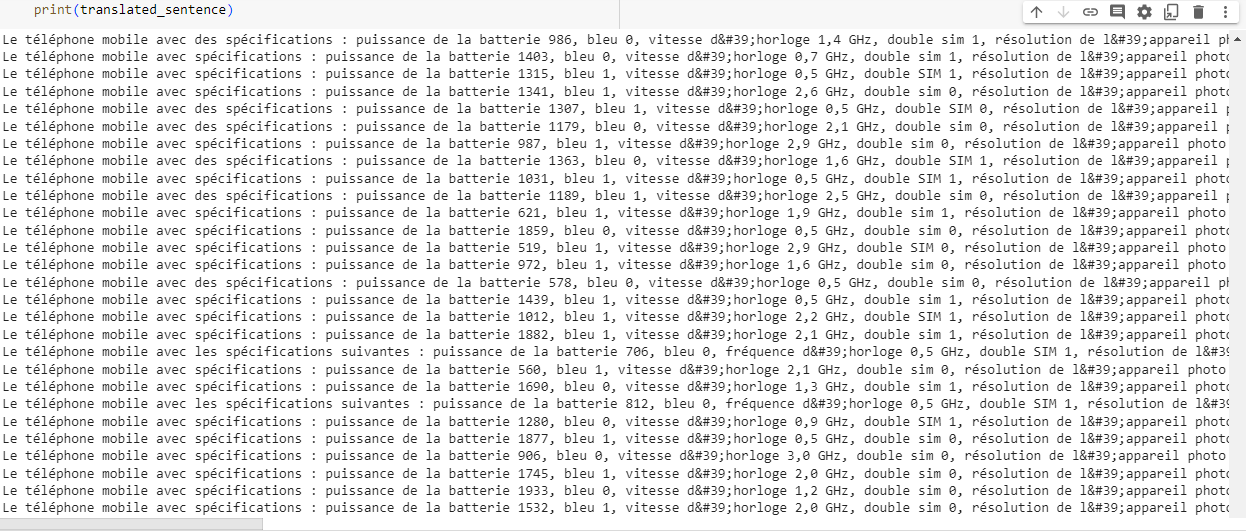 print(translated_sentence)
Le téléphone mobile avec des spécifications : puissance de la batterie 986, bleu 0, vitesse d&#39;horloge 1,4 GHz, double sim 1, résolution de l&#39;appareil
Le téléphone mobile avec spécifications : puissance de la batterie 1403, bleu 0, vitesse d&#39;horloge 0,7 GHz, double sim 1, résolution de l&#39;appareil photo
Le téléphone mobile avec spécifications : puissance de la batterie 1315, bleu 1, vitesse d&#39;horloge 0,5 GHz, double SIM 1, résolution de l&#39;appareil photo
Le téléphone mobile avec spécifications : puissance de la batterie 1341, bleu 1, vitesse d&#39;horloge 2,6 GHz, double sim 0, résolution de l&#39;appareil photo
Le téléphone mobile avec des spécifications : puissance de la batterie 1307, bleu 1, vitesse d&#39;horloge 0,5 GHz, double SIM 0, résolution de l&#39;appareil
Le téléphone mobile avec des spécifications : puissance de la batterie 1179, bleu 0, vitesse d&#39;horloge 2,1 GHz, double sim 0, résolution de l&#39;appareil
Le téléphone mobile avec spécifications : puissance de la batterie 987, bleu 1, vitesse d&#39;horloge 2,9 GHz, double sim 0, résolution de l&#39;appareil photo
Le téléphone mobile avec des spécifications : puissance de la batterie 1363, bleu 0, vitesse d&#39;horloge 1,6 GHz, double SIM 1, résolution de l&#39;appareil
Le téléphone mobile avec spécifications : puissance de la batterie 1031, bleu 1, vitesse d&#39;horloge 0,5 GHz, double SIM 1, résolution de l&#39;appareil photo
Le téléphone mobile avec des spécifications : puissance de la batterie 1189, bleu 1, vitesse d&#39;horloge 2,5 GHz, double sim 0, résolution de l&#39;appareil
Le téléphone mobile avec spécifications : puissance de la batterie 621, bleu 1, vitesse d&#39;horloge 1,9 GHz, double sim 1, résolution de l&#39;appareil photo
Le téléphone mobile avec spécifications : puissance de la batterie 1859, bleu 0, vitesse d&#39;horloge 0,5 GHz, double sim 1, résolution de l&#39;appareil photo
Le téléphone mobile avec spécifications : puissance de la batterie 519, bleu 1, vitesse d&#39;horloge 2,9 GHz, double SIM 0, résolution de l&#39;appareil photo
Le téléphone mobile avec spécifications : puissance de la batterie 972, bleu 1, vitesse d&#39;horloge 1,6 GHz, double sim 0, résolution de l&#39;appareil photo
Le téléphone mobile avec des spécifications : puissance de la batterie 578, bleu 0, vitesse d&#39;horloge 0,5 GHz, double sim 0, résolution de l&#39;appareil
Le téléphone mobile avec spécifications : puissance de la batterie 1439, bleu 1, vitesse d&#39;horloge 0,5 GHz, double sim 1, résolution de l&#39;appareil photo
Le téléphone mobile avec spécifications : puissance de la batterie 1012, bleu 1, vitesse d&#39;horloge 2,2 GHz, double SIM 1, résolution de l&#39;appareil photo
Le téléphone mobile avec spécifications : puissance de la batterie 1882, bleu 1, vitesse d&#39;horloge 2,1 GHz, double sim 1, résolution de l&#39;appareil photo
Le téléphone mobile avec les spécifications suivantes : puissance de la batterie 706, bleu 0, fréquence d&#39;horloge 0,5 GHz, double SIM 1, résolution de l&#39
Le téléphone mobile avec spécifications : puissance de la batterie 560, bleu 1, vitesse d&#39;horloge 2,1 GHz, double sim 0, résolution de l&#39;appareil photo
Le téléphone mobile avec spécifications : puissance de la batterie 1690, bleu 0, vitesse d&#39;horloge 1,3 GHz, double sim 1, résolution de l&#39;appareil photo
Le téléphone mobile avec les spécifications suivantes : puissance de la batterie 812, bleu 0, fréquence d&#39;horloge 0,5 GHz, double SIM 1, résolution de l&#39
Le téléphone mobile avec spécifications : puissance de la batterie 1280, bleu 0, vitesse d&#39;horloge 0,9 GHz, double SIM 1, résolution de l&#39;appareil photo
Le téléphone mobile avec spécifications : puissance de la batterie 1877, bleu 1, vitesse d&#39;horloge 0,5 GHz, double sim 0, résolution de l&#39;appareil photo
Le téléphone mobile avec spécifications : puissance de la batterie 906, bleu 0, vitesse d&#39;horloge 3,0 GHz, double sim 0, résolution de l&#39;appareil photo
Le téléphone mobile avec spécifications : puissance de la batterie 1745, bleu 1, vitesse d&#39;horloge 2,0 GHz, double sim 0, résolution de l&#39;appareil photo
Le téléphone mobile avec spécifications : puissance de la batterie 1933, bleu 0, vitesse d&#39;horloge 1,2 GHz, double sim 0, résolution de l&#39;appareil photo
Le téléphone mobile avec spécifications : puissance de la batterie 1532, bleu 1, vitesse d&#39;horloge 2,0 GHz, double sim 0, résolution de l&#39;appareil photo